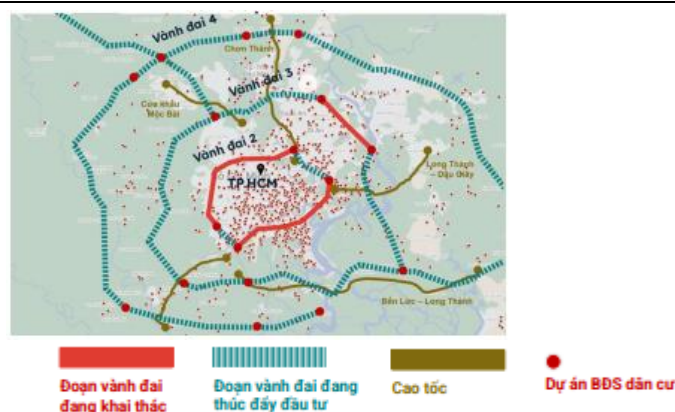 Vành đai 4
Chơn Thành
Vành đai 3
Cửa khẩu
Mộc Bài
Vành đai 2
TP.HCM
Long Thành
– Dầu Giây
Bến Lức – Long Thành
Đoạn vành đai
đang khai thác
Đoạn vành đai đang
thúc đẩy đầu tư
Cao tốc
Dự án BĐS dân cư